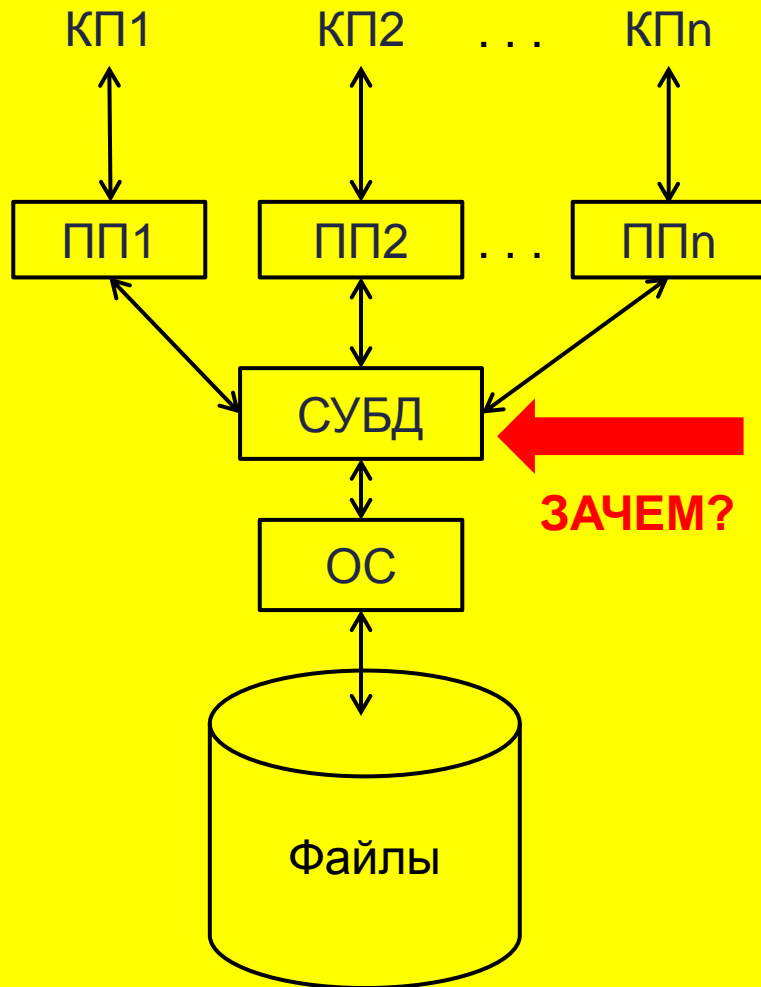 КП1 КП2 . . . КПn
ПП1 ПП2 . . . ППn
СУБД
ЗАЧЕМ?
ОС
Файлы